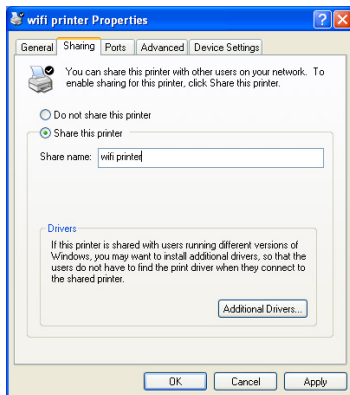 wifi printer Properties
General Sharing Ports Advanced Device Settings
You can share this printer with other users on your network. To
enable sharing for this printer, click Share this printer.
Do not share this printer
Share this printer
Share name: wifi printer
Drivers
If this printer is shared with users running different versions of
Windows, you may want to install additional drivers, so that the
users do not have to find the print driver when they connect to
the shared printer.
Additional Drivers...
OK Cancel Apply